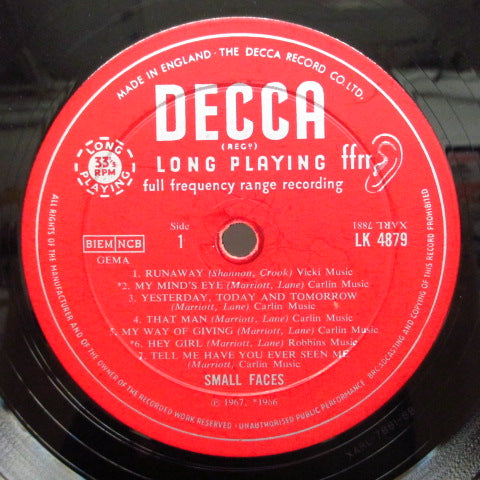 MADE IN ENGLAND · THE DECCA RECORD CO. LTD.
DECCA
(REGD)
LONG PLAYING 33⅓ RPM
LONG PLAYING ffrr
full frequency range recording
BIEM NCB
GEMA
Side
1
XARL 7881
LK 4879
1. RUNAWAY (Shannan, Crook) Vicki Music
*2. MY MIND'S EYE (Marriott, Lane) Carlin Music
3. YESTERDAY, TODAY AND TOMORROW
(Marriott, Lane) Carlin Music
4. THAT MAN (Marriott, Lane) Carlin Music
5. MY WAY OF GIVING (Marriott, Lane) Carlin Music
*6. HEY GIRL (Marriott, Lane) Robbins Music
7. TELL ME HAVE YOU EVER SEEN ME
(Marriott) Carlin Music
SMALL FACES
Ⓟ 1967, *1966
ALL RIGHTS OF THE MANUFACTURER AND OF THE OWNER OF THE RECORDED WORK RESERVED · UNAUTHORISED PUBLIC PERFORMANCE BROADCASTING AND COPYING OF THIS RECORD PROHIBITED